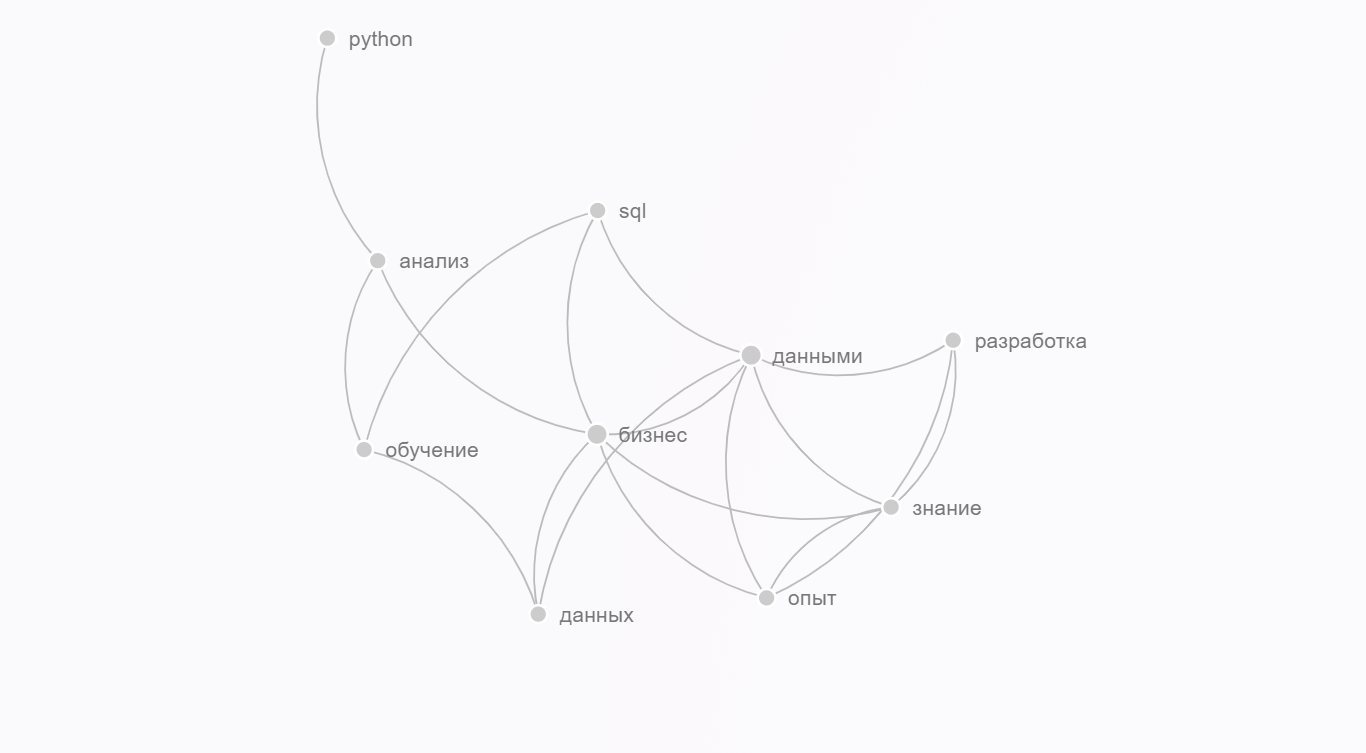 python
sql
анализ
разработка
данными
бизнес
обучение
знание
опыт
данных